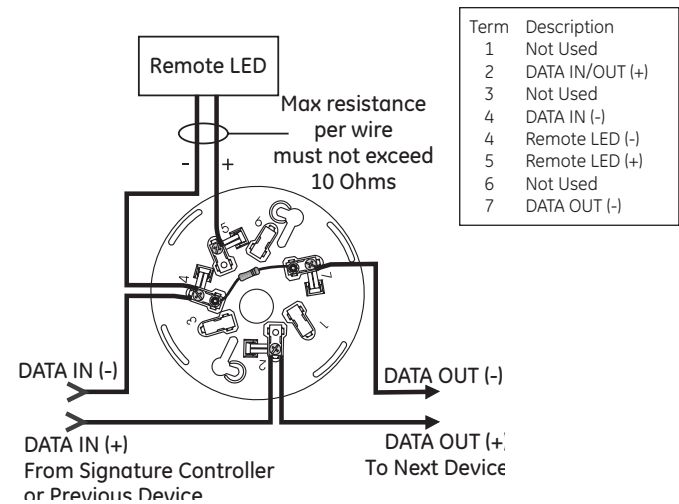 Remote LED
Max resistance
per wire
must not exceed
10 Ohms
- +
Term Description
1 Not Used
2 DATA IN/OUT (+)
3 Not Used
4 DATA IN (-)
4 Remote LED (-)
5 Remote LED (+)
6 Not Used
7 DATA OUT (-)
5
6
4
7
3
1
2
DATA IN (-)
DATA OUT (-)
DATA IN (+)
From Signature Controller
or Previous Device
DATA OUT (+)
To Next Device